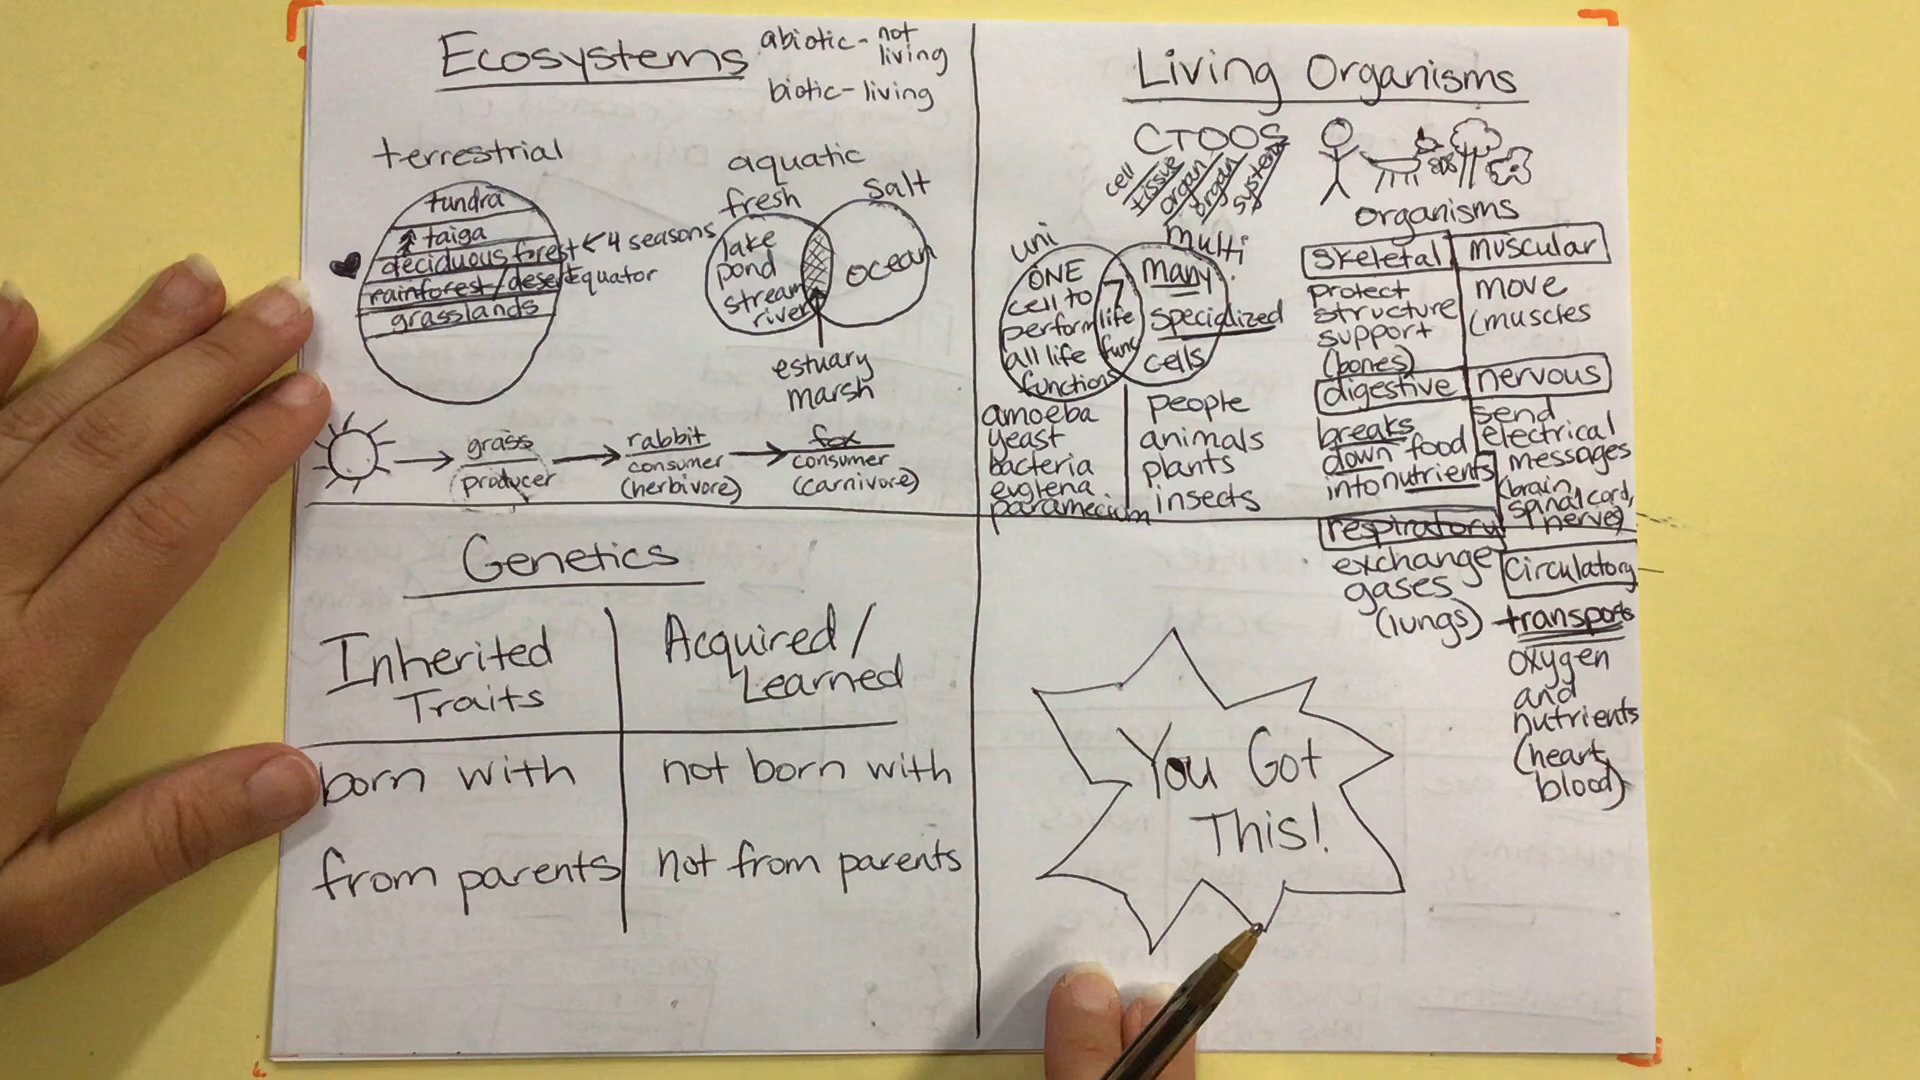 Ecosystems
abiotic - not
living
biotic - living
terrestrial
tundra
taiga
deciduous forest ← 4 seasons
rainforest/desert Equator
grasslands
aquatic
fresh
salt
lake
pond
stream
river
ocean
estuary
marsh
grass
producer
rabbit
consumer
(herbivore)
fox
consumer
(carnivore)
Living Organisms
CTOOS
cell
tissue
organ
organ
system
organisms
uni
multi
ONE
cell to
perform
all life
functions
7
life
func
many
specialized
cells
amoeba
yeast
bacteria
euglena
paramecium
people
animals
plants
insects
skeletal
protect
structure
support
(bones)
muscular
move
(muscles
digestive
breaks
down food
into nutrients
nervous
send
electrical
messages
(brain,
spinal cord,
nerves)
respiratory
exchange
gases
(lungs)
circulatory
transports
oxygen
and
nutrients
(heart,
blood)
Genetics
Inherited
Traits
Acquired/
Learned
born with
not born with
from parents
not from parents
You Got
This!